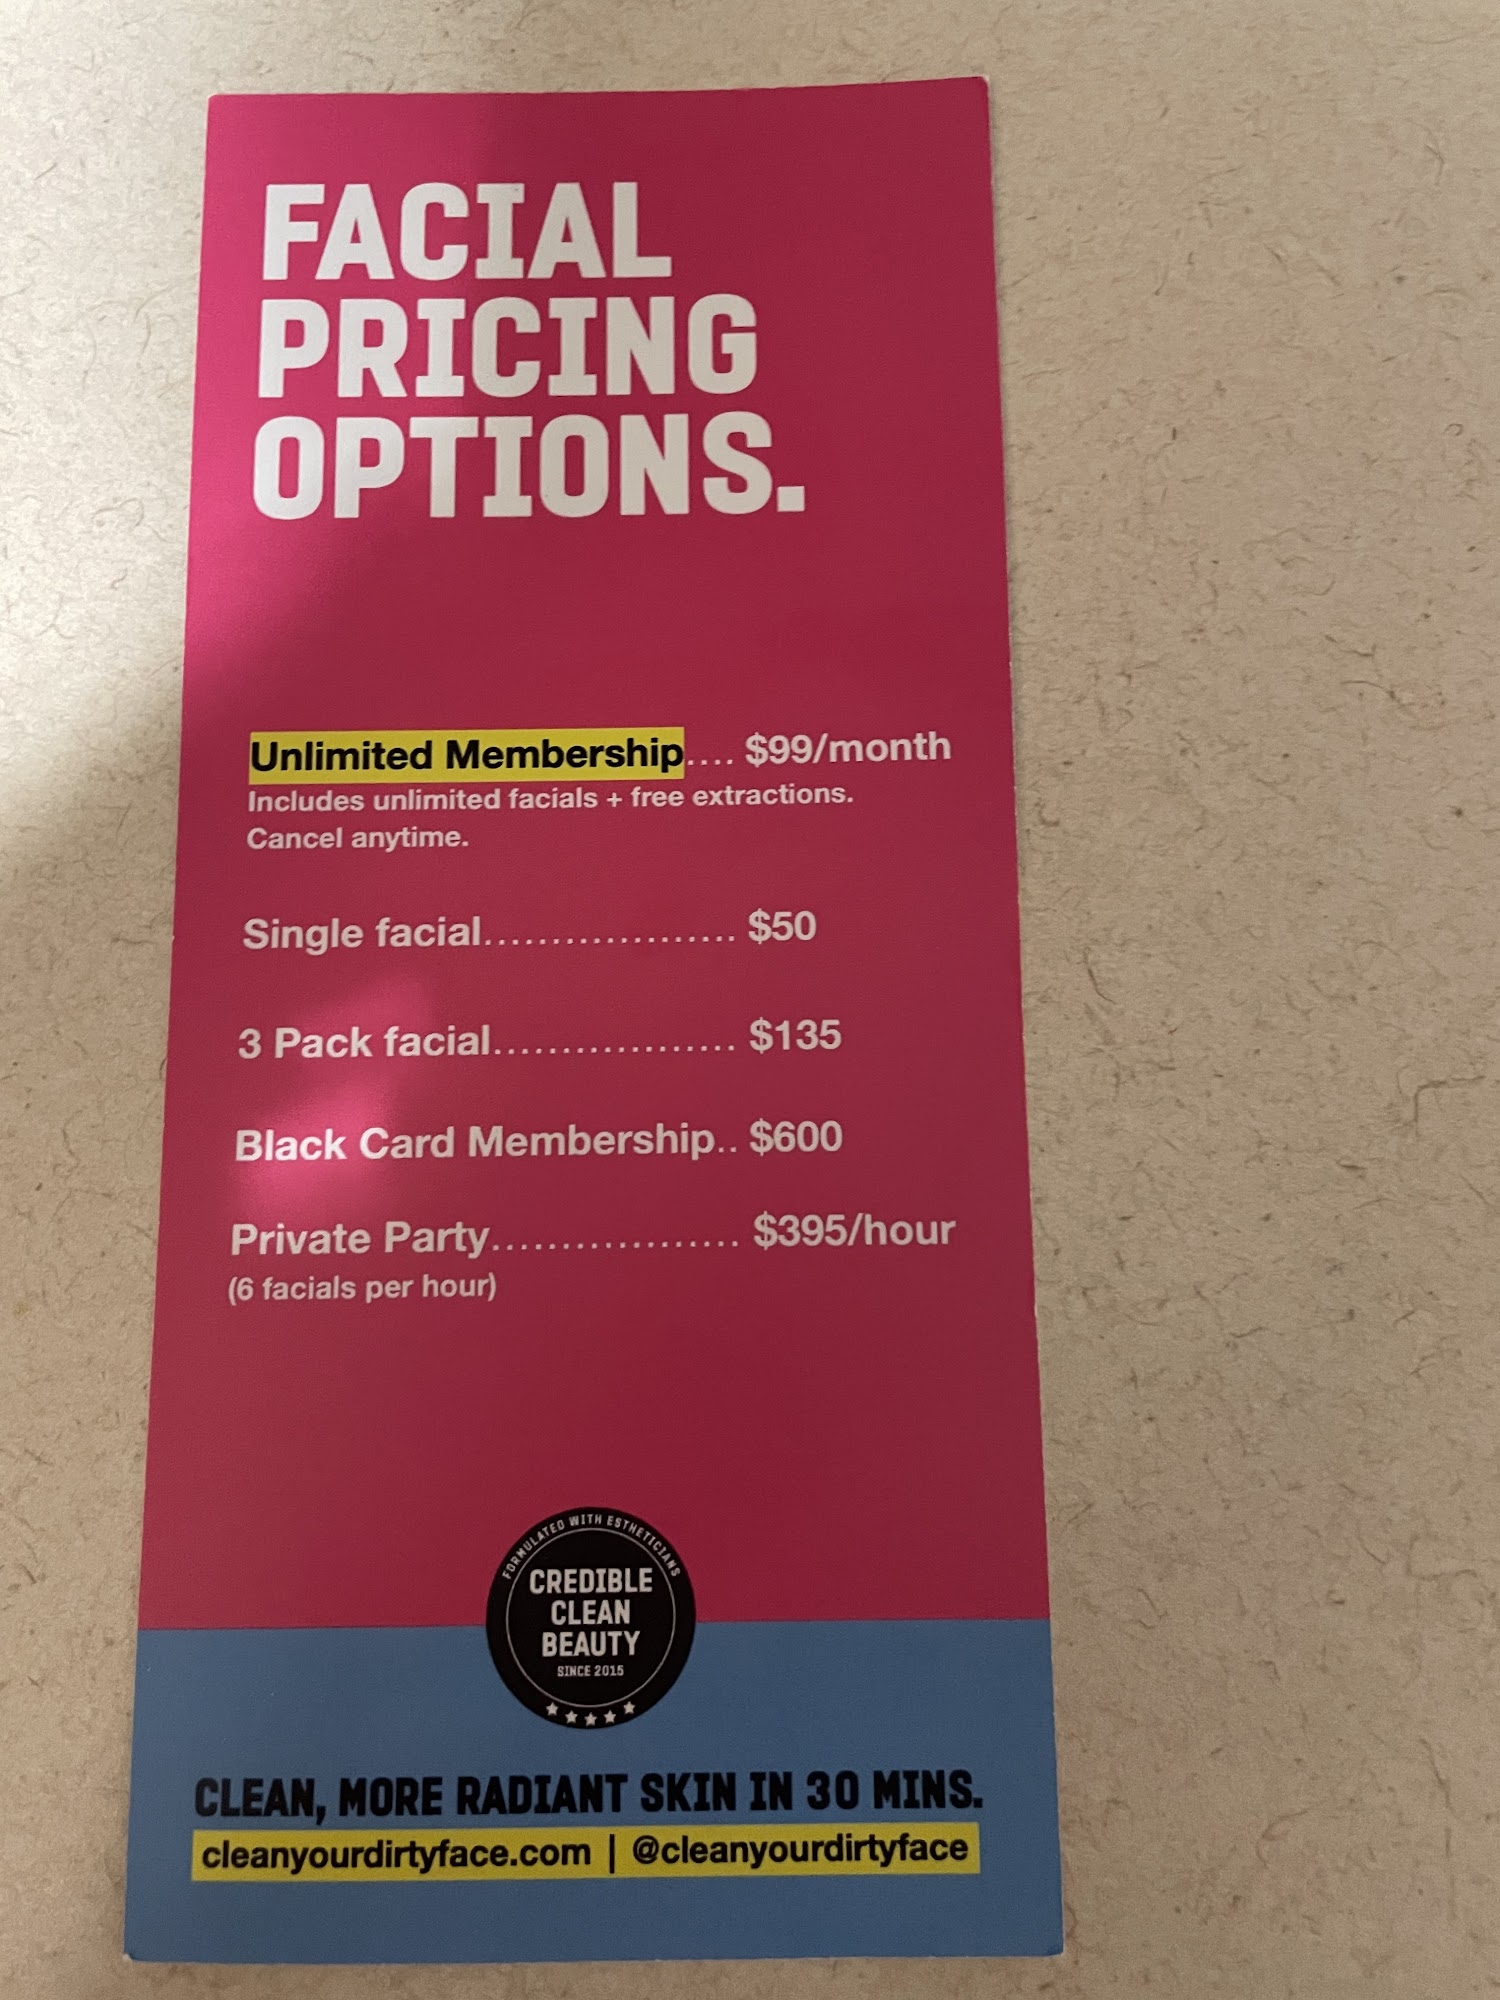 FACIAL
PRICING
OPTIONS.
Unlimited Membership.... $99/month
Includes unlimited facials + free extractions.
Cancel anytime.
Single facial................... $50
3 Pack facial.................. $135
Black Card Membership.. $600
Private Party................... $395/hour
(6 facials per hour)
FORMULATED WITH ESTHETICIANS
CREDIBLE
CLEAN
BEAUTY
SINCE 2015
CLEAN, MORE RADIANT SKIN IN 30 MINS.
cleanyourdirtyface.com | @cleanyourdirtyface